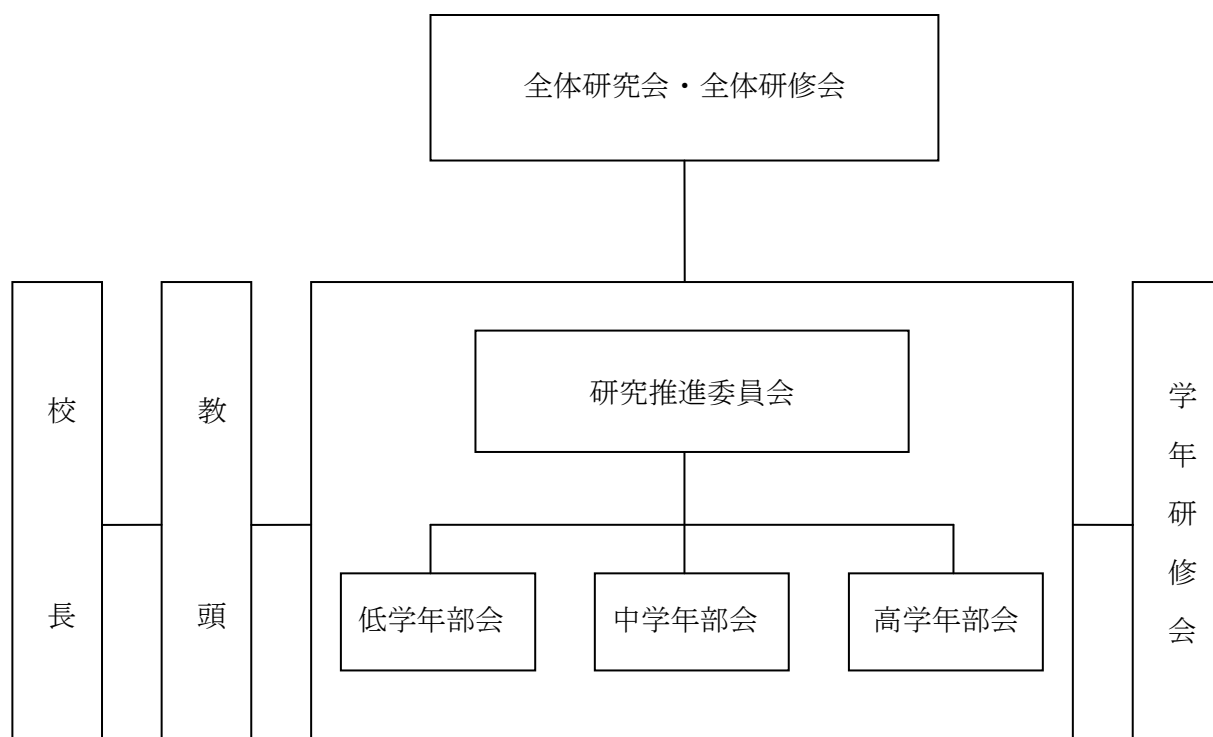 全体研究会・全体研修会
校長
教頭
研究推進委員会
低学年部会
中学年部会
高学年部会
学年研修会